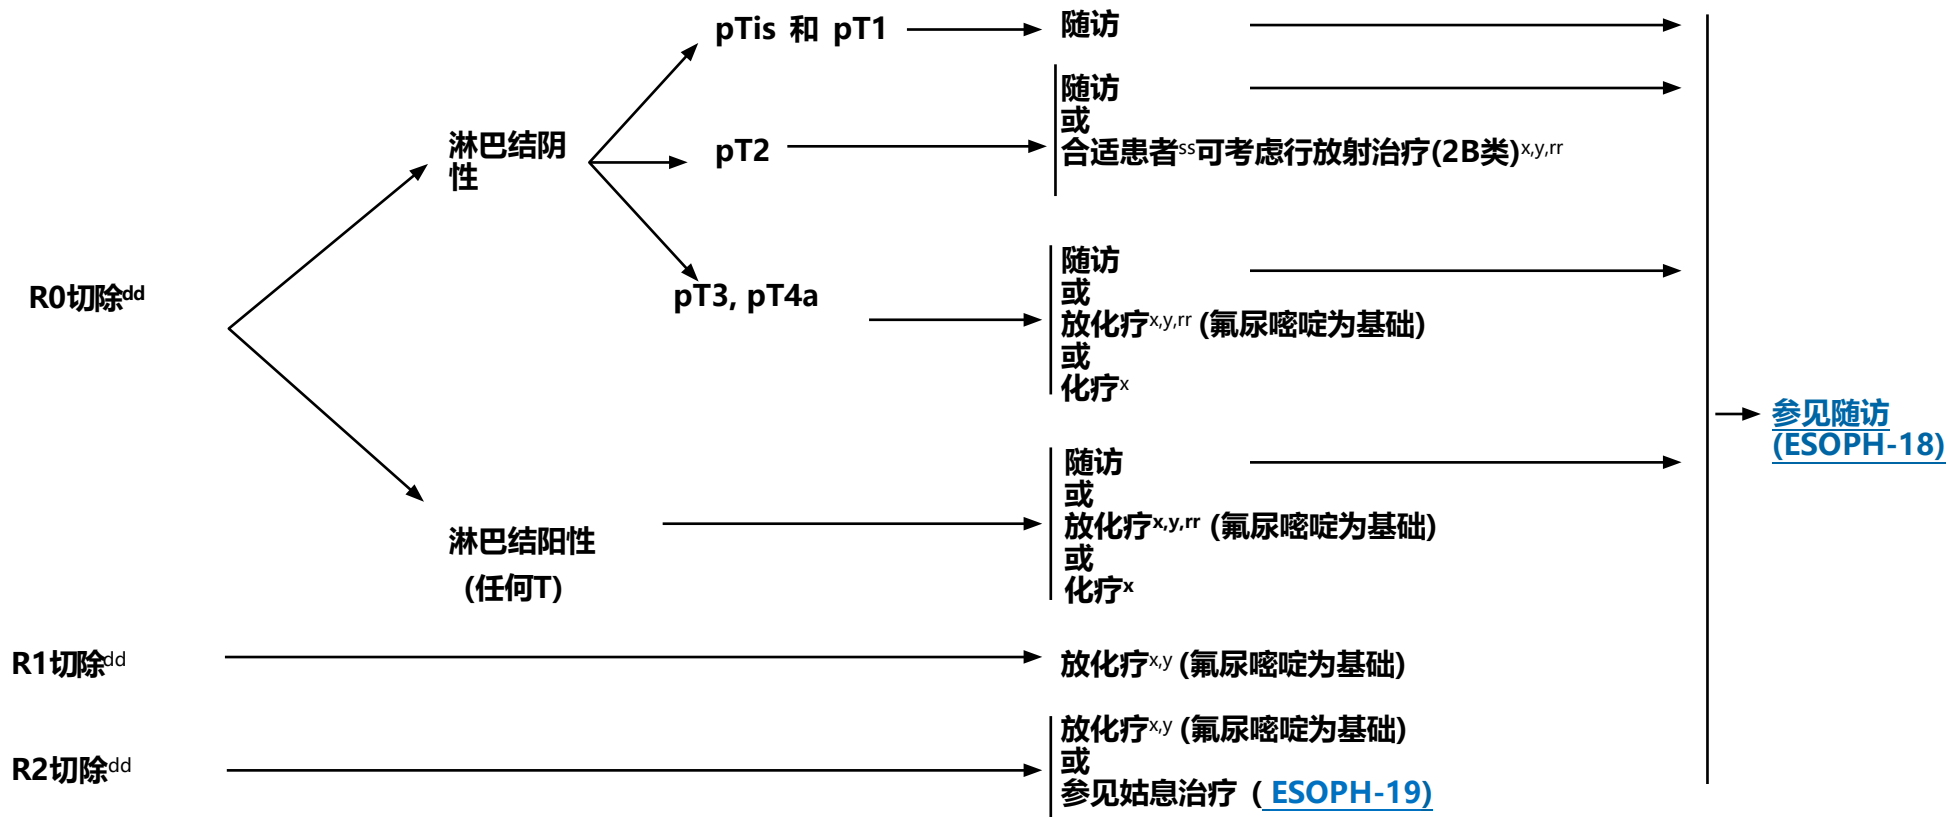 pTis 和 pT1
随访
随访
或
合适患者ss可考虑行放射治疗(2B类)x,y,rr
淋巴结阴
性
pT2
随访
或
放化疗x,y,rr (氟尿嘧啶为基础)
或
化疗x
R0切除dd
pT3, pT4a
参见随访
(ESOPH-18)
随访
或
放化疗x,y,rr (氟尿嘧啶为基础)
或
化疗x
淋巴结阳性
(任何T)
R1切除dd
放化疗x,y (氟尿嘧啶为基础)
R2切除dd
放化疗x,y (氟尿嘧啶为基础)
或
参见姑息治疗 ( ESOPH-19)